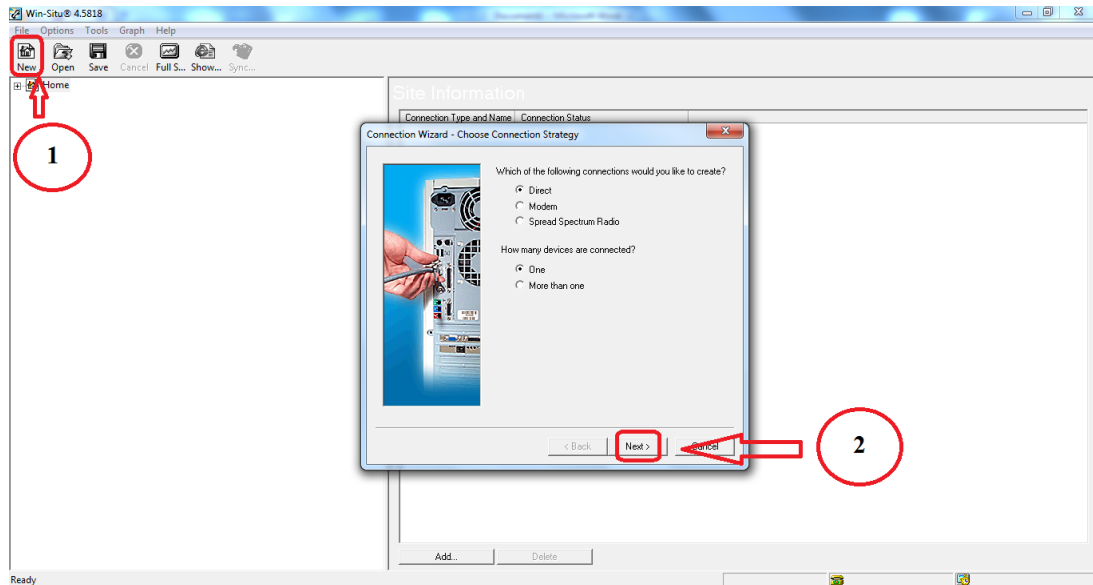 Win-Situ® 4.5818
File Options Tools Graph Help
New Open Save Cancel Full S... Show... Sync...
Home
Site Information
Connection Type and Name Connection Status
1
Connection Wizard - Choose Connection Strategy
Which of the following connections would you like to create?
Direct
Modem
Spread Spectrum Radio
How many devices are connected?
One
More than one
< Back Next > Cancel
2
Add... Delete
Ready